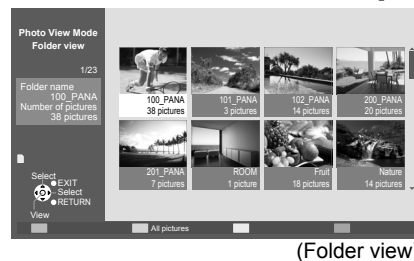 Photo View Mode
Folder view
1/23
Folder name
100_PANA
Number of pictures
38 pictures
100_PANA
38 pictures
101_PANA
3 pictures
102_PANA
14 pictures
200_PANA
20 pictures
201_PANA
7 pictures
ROOM
1 picture
Fruit
18 pictures
Nature
14 pictures
Select
EXIT
Select
RETURN
View
All pictures
(Folder view